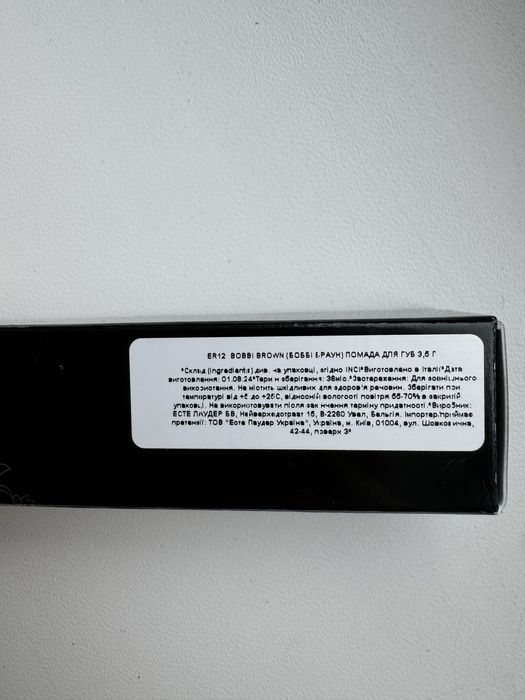 ER12 BOBBI BROWN (БОББІ БРАУН) ПОМАДА ДЛЯ ГУБ 3,5 Г
*Склад (ingredients) див. на упаковці, згідно INCI*Виготовлено в Італії*Дата
виготовлення: 01.08.24*Термін зберігання: 36міс.*Застереження: Для зовнішнього
використання. Не містить шкідливих для здоров'я речовин. Зберігати при
температурі від +5 до +25С, відносній вологості повітря 55-70% в закритій
упаковці. Не використовувати після закінчення терміну придатності.*Виробник:
ЕСТЕ ЛАУДЕР БВ, Нейверхедстраат 15, В-2260 Увел, Бельгія. Імпортер,приймає
претензії: ТОВ "Есте Лаудер Україна", Україна, м. Київ, 01004, вул. Шовковична,
42-44, поверх 3*